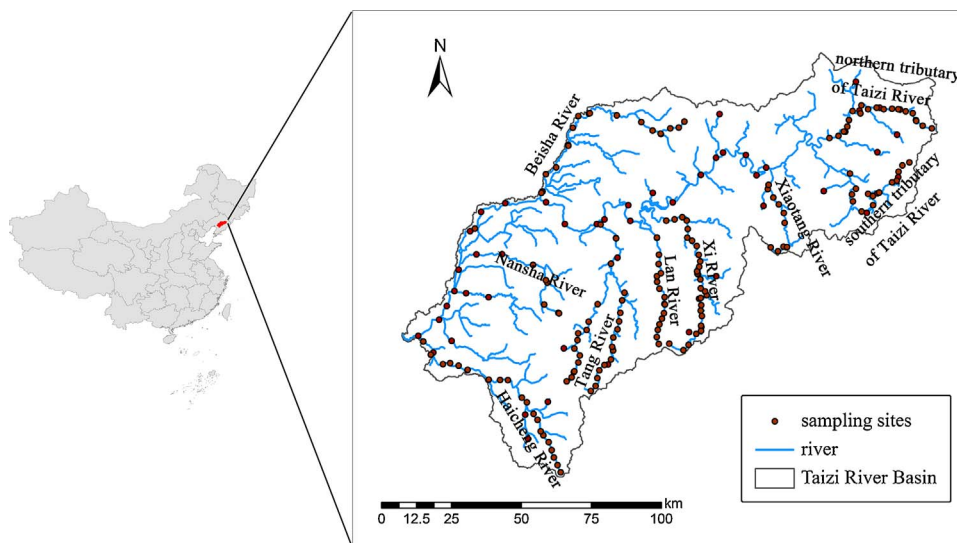 N
northern tributary
of Taizi River
Beisha River
Xiaotang River
southern tributary
of Taizi River
Nansha River
Lan River
Xi River
Tang River
Haicheng River
sampling sites
river
Taizi River Basin
km
0 12.5 25 50 75 100